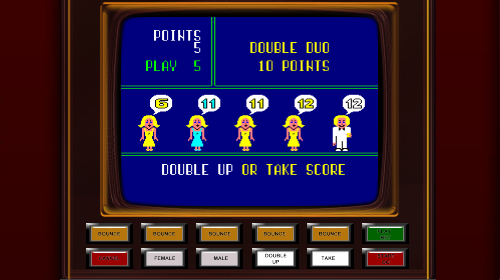 POINTS
5
PLAY 5
DOUBLE DUO
10 POINTS
6 11 11 12 12
DOUBLE UP OR TAKE SCORE
BOUNCE BOUNCE BOUNCE BOUNCE BOUNCE
FEMALE MALE DOUBLE UP TAKE